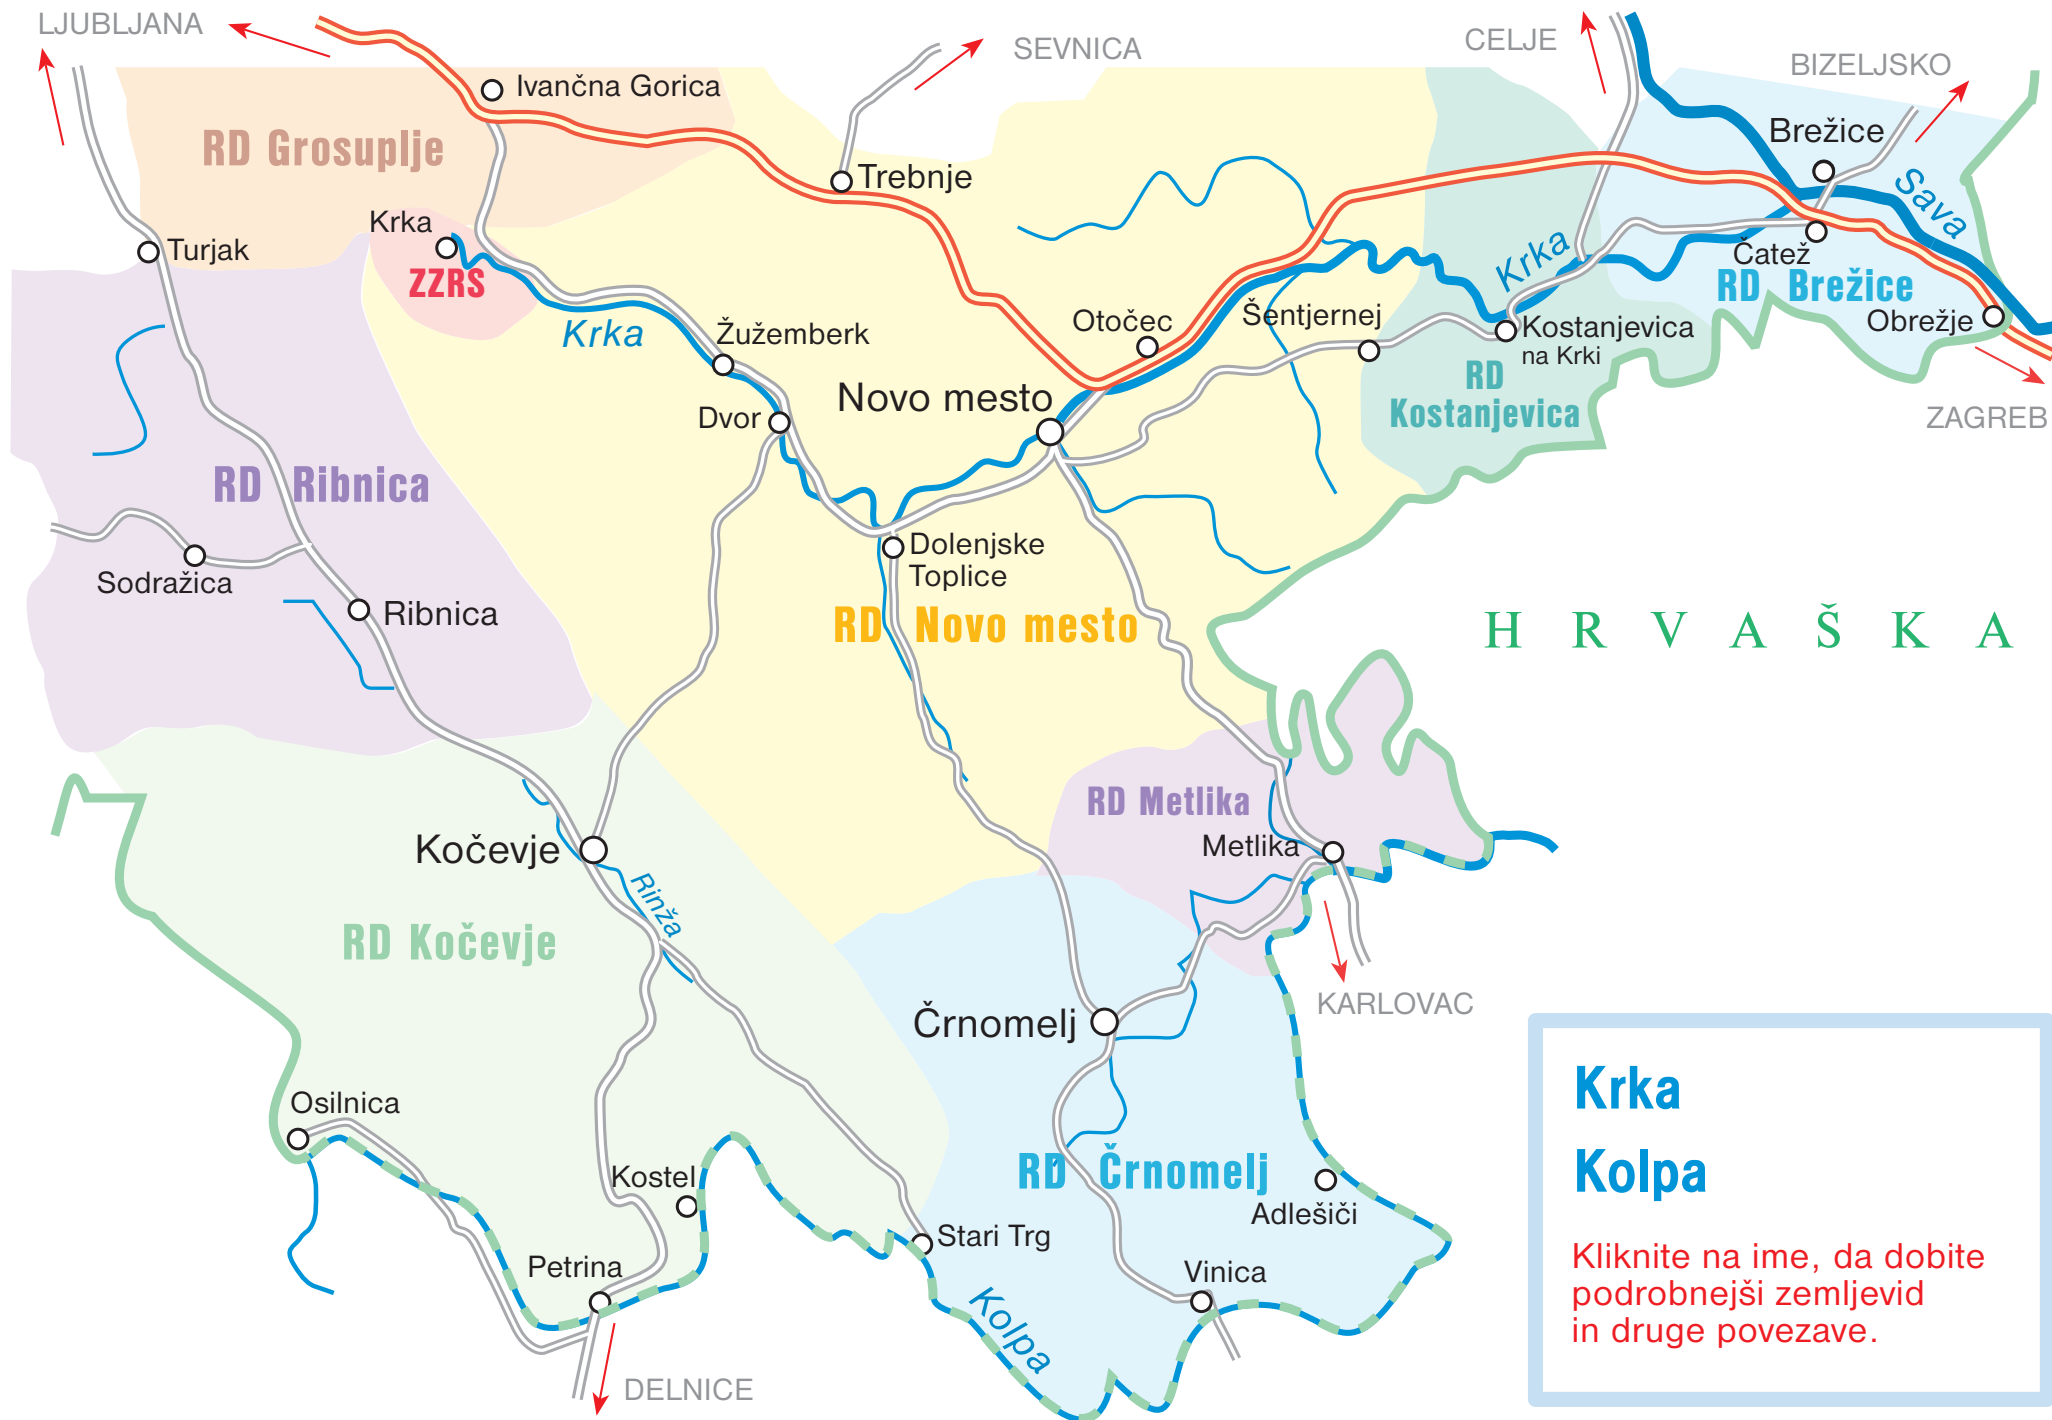 LJUBLJANA
SEVNICA
CELJE
BIZELJSKO
Ivančna Gorica
RD Grosuplje
Brežice
Trebnje
Sava
Krka
Turjak
ZZRS
Čatež
Krka
RD Brežice
Krka
Žužemberk
Otočec
Šentjernej
Kostanjevica
na Krki
Obrežje
RD
Kostanjevica
ZAGREB
Novo mesto
Dvor
RD Ribnica
Sodražica
Dolenjske
Toplice
Ribnica
RD Novo mesto
HRVAŠKA
RD Metlika
Metlika
Kočevje
Rinža
RD Kočevje
KARLOVAC
Črnomelj
Osilnica
Kostel
RD Črnomelj
Adlešiči
Stari Trg
Petrina
Vinica
Kolpa
DELNICE
Krka
Kolpa
Kliknite na ime, da dobite
podrobnejši zemljevid
in druge povezave.